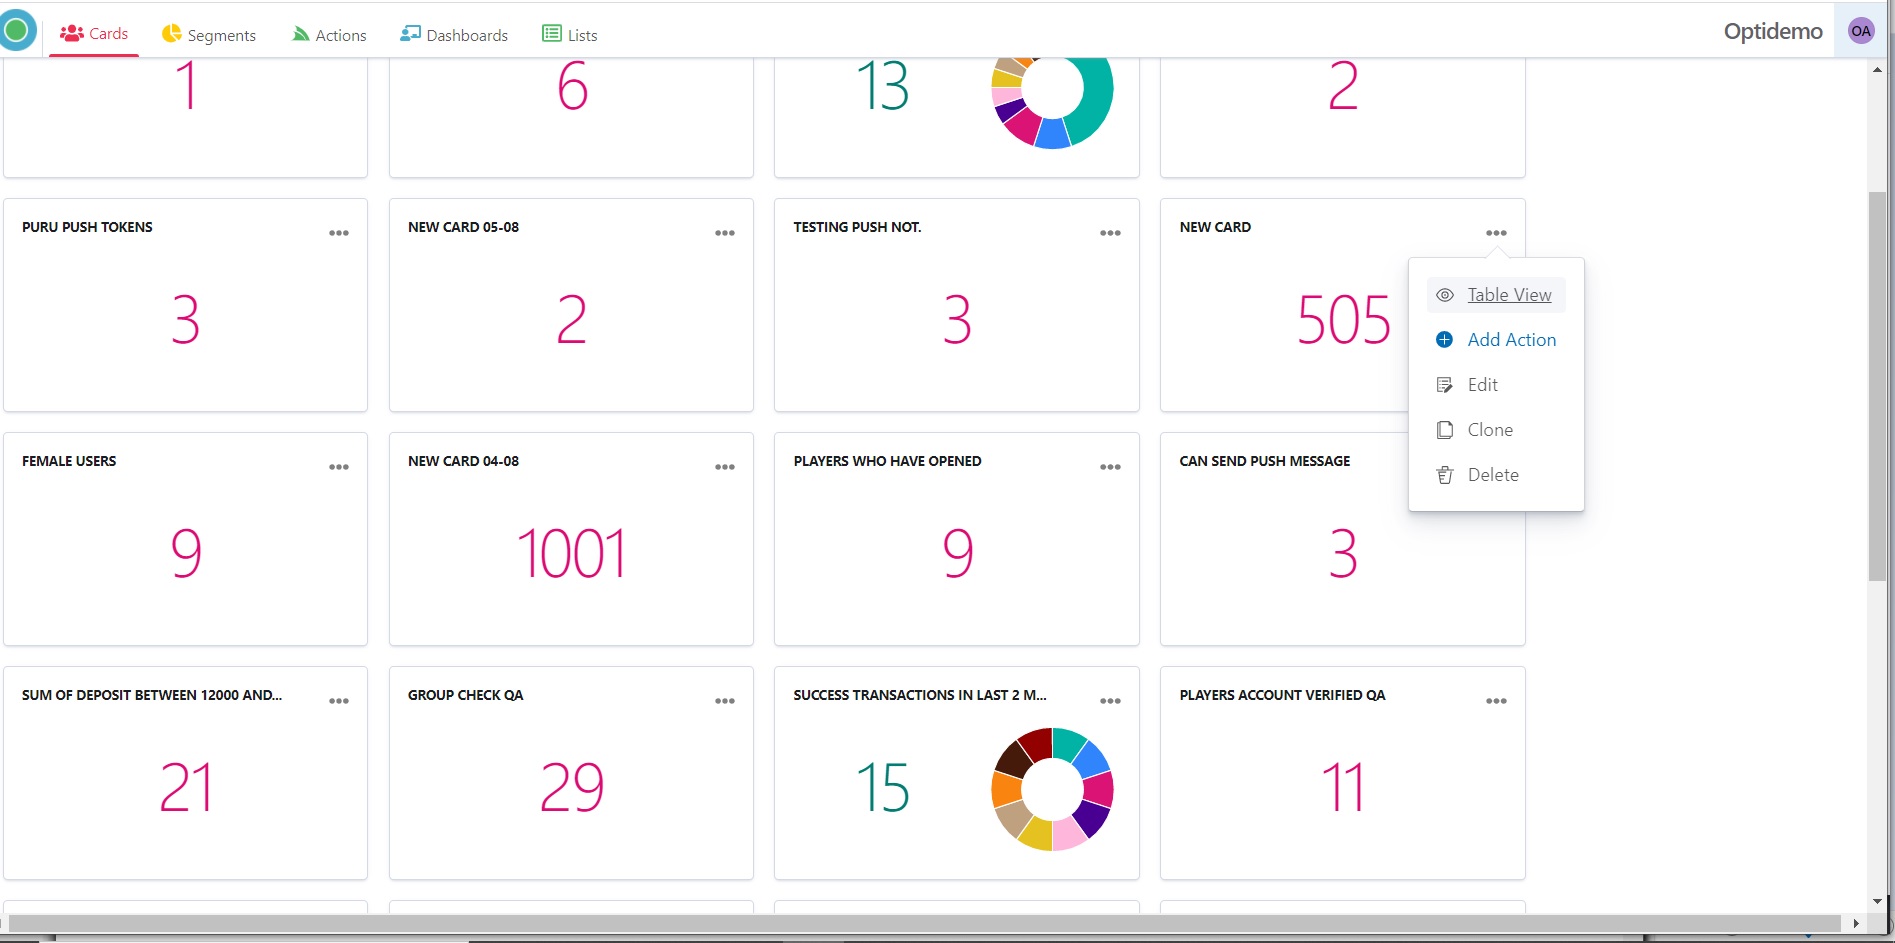 Cards
Segments
Actions
Dashboards
Lists
Optidemo
OA
1
6
13
2
PURU PUSH TOKENS
NEW CARD 05-08
TESTING PUSH NOT.
NEW CARD
3
2
3
505
Table View
Add Action
Edit
Clone
Delete
FEMALE USERS
NEW CARD 04-08
PLAYERS WHO HAVE OPENED
CAN SEND PUSH MESSAGE
9
1001
9
3
SUM OF DEPOSIT BETWEEN 12000 AND...
GROUP CHECK QA
SUCCESS TRANSACTIONS IN LAST 2 M...
PLAYERS ACCOUNT VERIFIED QA
21
29
15
11